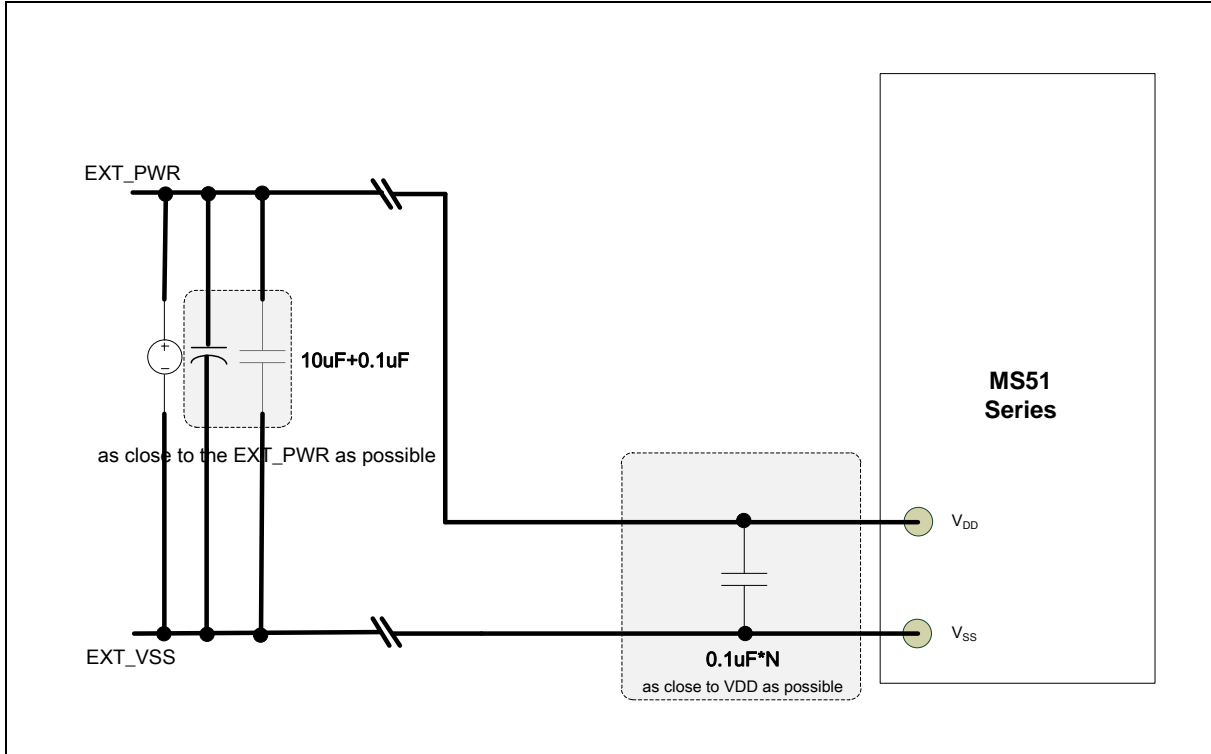 EXT_PWR
10uF+0.1uF
as close to the EXT_PWR as possible
EXT_VSS
MS51
Series
VDD
VSS
0.1uF*N
as close to VDD as possible